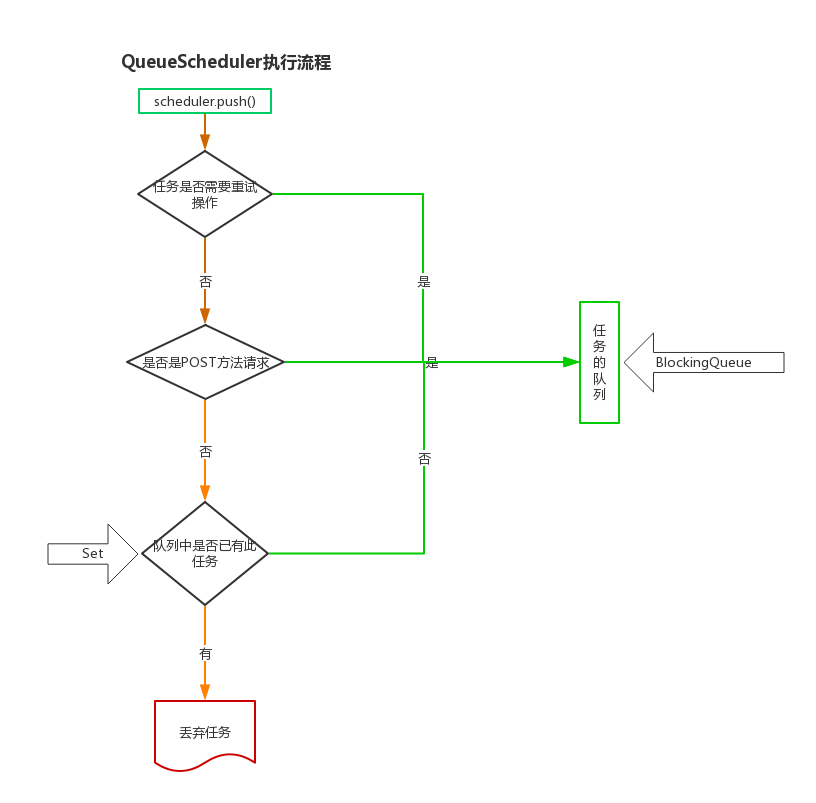 QueueScheduler执行流程
scheduler.push()
任务是否需要重试
操作
否
是
是否是POST方法请求
是
任
务
的
队
列
BlockingQueue
否
否
Set
队列中是否已有此
任务
有
丢弃任务